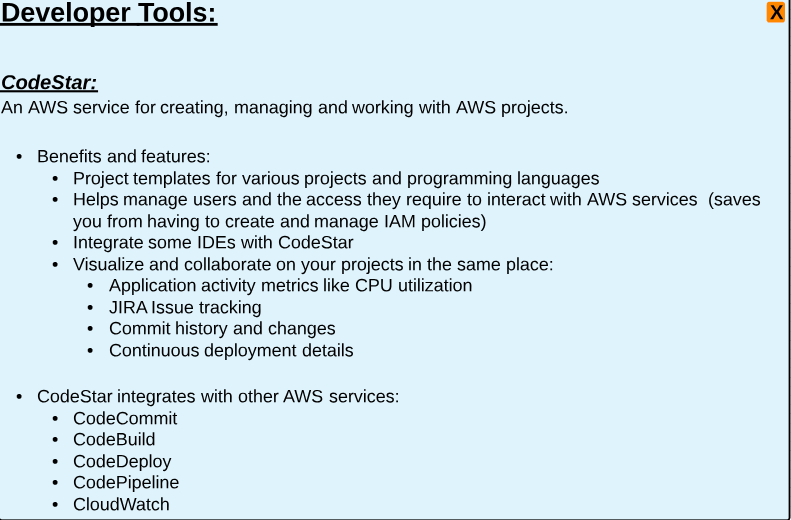 Developer Tools:
X
CodeStar:
An AWS service for creating, managing and working with AWS projects.
• Benefits and features:
• Project templates for various projects and programming languages
• Helps manage users and the access they require to interact with AWS services (saves
you from having to create and manage IAM policies)
• Integrate some IDEs with CodeStar
• Visualize and collaborate on your projects in the same place:
• Application activity metrics like CPU utilization
• JIRA Issue tracking
• Commit history and changes
• Continuous deployment details
• CodeStar integrates with other AWS services:
• CodeCommit
• CodeBuild
• CodeDeploy
• CodePipeline
• CloudWatch